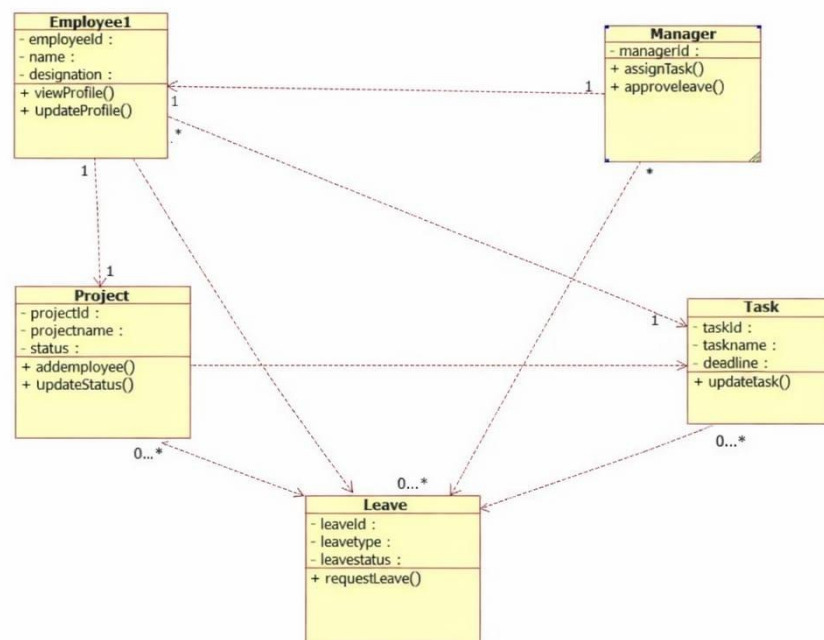 Employee1
- employeeId :
- name :
- designation :
+ viewProfile()
+ updateProfile()
Manager
- managerId :
+ assignTask()
+ approveleave()
1
1
.*
1
*
1
1
Project
- projectId :
- projectname :
- status :
+ addemployee()
+ updateStatus()
Task
- taskId :
- taskname :
- deadline :
+ updateTask()
0...*
0...*
0...*
Leave
- leaveId :
- leavetype :
- leavestatus :
+ requestLeave()